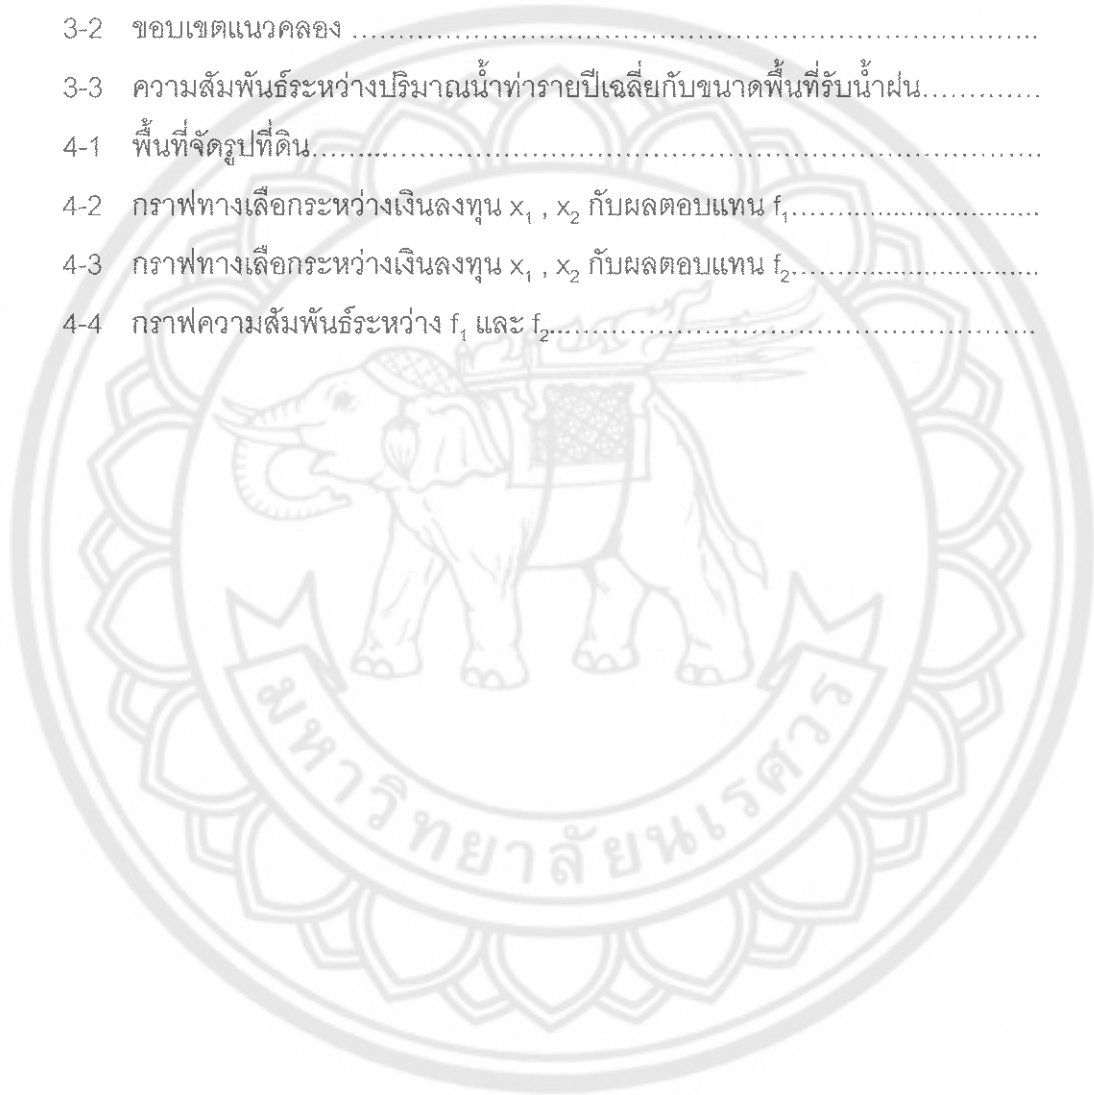 3-2 ขอบเขตแนวคลอง ........................................................................
3-3 ความสัมพันธ์ระหว่างปริมาณน้ำท่ารายปีเฉลี่ยกับขนาดพื้นที่รับน้ำฝน.............
4-1 พื้นที่จัดรูปที่ดิน..............................................................................
4-2 กราฟทางเลือกระหว่างเงินลงทุน x₁ , x₂ กับผลตอบแทน f₁...........................
4-3 กราฟทางเลือกระหว่างเงินลงทุน x₁ , x₂ กับผลตอบแทน f₂...........................
4-4 กราฟความสัมพันธ์ระหว่าง f₁ และ f₂....................................................
มหาวิทยาลัยนเรศวร